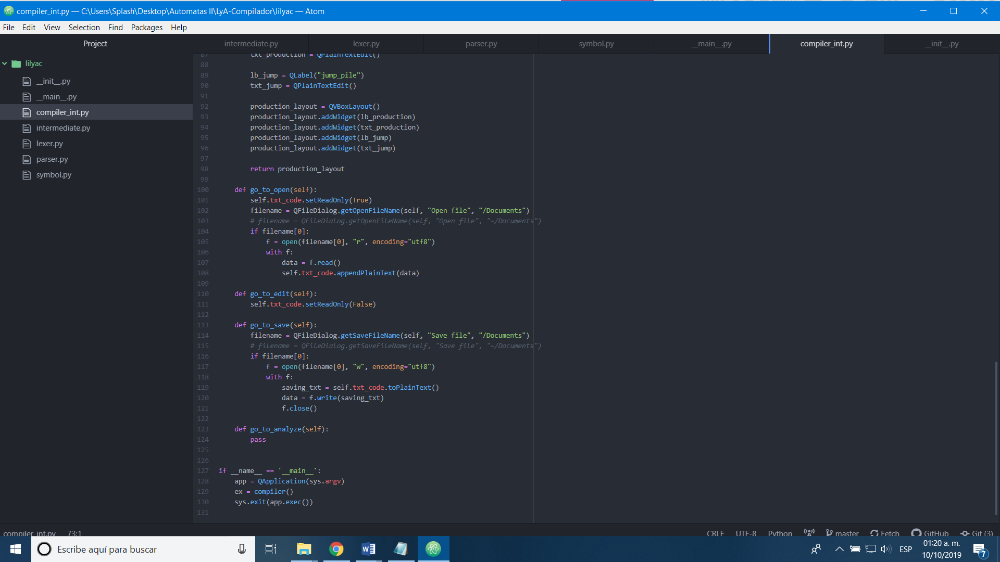 compiler_int.py — C:\Users\Splash\Desktop\Automatas II\LyA-Compilador\lilyac — Atom
File Edit View Selection Find Packages Help
Project
intermediate.py
lexer.py
parser.py
symbol.py
__main__.py
compiler_int.py
__init__.py
lilyac
__init__.py
__main__.py
compiler_int.py
intermediate.py
lexer.py
parser.py
symbol.py
87 txt_production = QPlainTextEdit()
88
89 lb_jump = QLabel("jump_pile")
90 txt_jump = QPlainTextEdit()
91
92 production_layout = QVBoxLayout()
93 production_layout.addWidget(lb_production)
94 production_layout.addWidget(txt_production)
95 production_layout.addWidget(lb_jump)
96 production_layout.addWidget(txt_jump)
97
98 return production_layout
99
100 def go_to_open(self):
101 self.txt_code.setReadOnly(True)
102 filename = QFileDialog.getOpenFileName(self, "Open file", "/Documents")
103 # filename = QFileDialog.getOpenFileName(self, "Open file", "~/Documents")
104 if filename[0]:
105 f = open(filename[0], "r", encoding="utf8")
106 with f:
107 data = f.read()
108 self.txt_code.appendPlainText(data)
109
110 def go_to_edit(self):
111 self.txt_code.setReadOnly(False)
112
113 def go_to_save(self):
114 filename = QFileDialog.getSaveFileName(self, "Save file", "/Documents")
115 # filename = QFileDialog.getSaveFileName(self, "Save file", "~/Documents")
116 if filename[0]:
117 f = open(filename[0], "w", encoding="utf8")
118 with f:
119 saving_txt = self.txt_code.toPlainText()
120 data = f.write(saving_txt)
121 f.close()
122
123 def go_to_analyze(self):
124 pass
125
126
127 if __name__ == '__main__':
128 app = QApplication(sys.argv)
129 ex = compiler()
130 sys.exit(app.exec())
131
compiler_int.py 73:1
CRLF UTF-8 Python master Fetch GitHub Git (3)
Escribe aquí para buscar
ESP
01:20 a. m.
10/10/2019
7